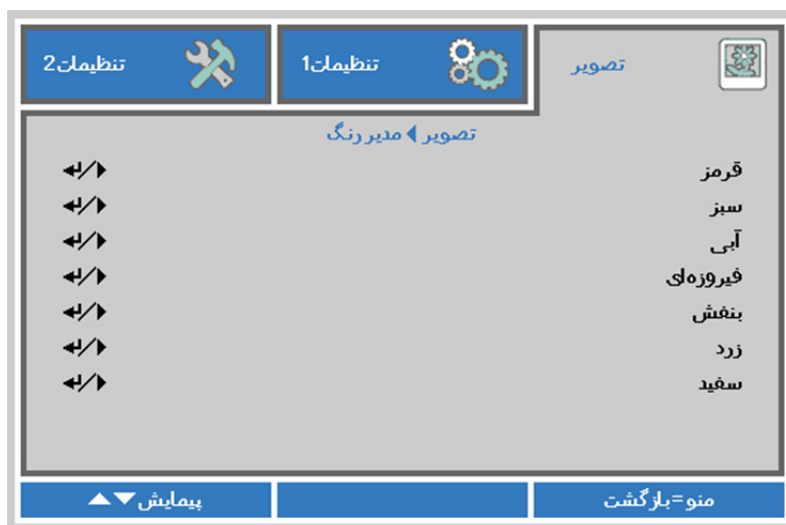 تصویر
تنظیمات1
تنظیمات2
تصویر ◀ مدیر رنگ
قرمز
سبز
آبی
فیروزه‌ای
بنفش
زرد
سفید
منو=بازگشت
پیمایش ▼▲